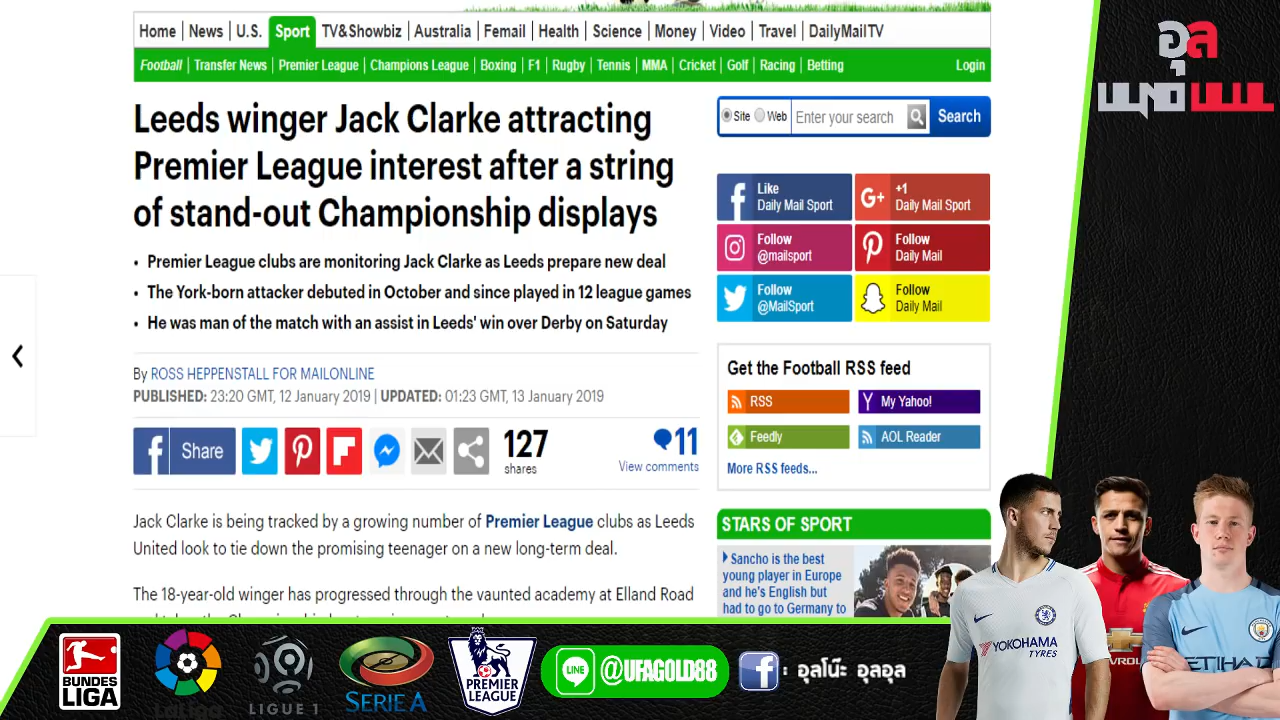 Home | News | U.S. | Sport | TV&Showbiz | Australia | Femail | Health | Science | Money | Video | Travel | DailyMailTV
Football | Transfer News | Premier League | Champions League | Boxing | F1 | Rugby | Tennis | MMA | Cricket | Golf | Racing | Betting
Login
Leeds winger Jack Clarke attracting
Premier League interest after a string
of stand-out Championship displays
• Premier League clubs are monitoring Jack Clarke as Leeds prepare new deal
• The York-born attacker debuted in October and since played in 12 league games
• He was man of the match with an assist in Leeds' win over Derby on Saturday
By ROSS HEPPENSTALL FOR MAILONLINE
PUBLISHED: 23:20 GMT, 12 January 2019 | UPDATED: 01:23 GMT, 13 January 2019
Share
127
shares
11
View comments
Jack Clarke is being tracked by a growing number of Premier League clubs as Leeds
United look to tie down the promising teenager on a new long-term deal.
The 18-year-old winger has progressed through the vaunted academy at Elland Road
Site Web Enter your search Search
Like
Daily Mail Sport
+1
Daily Mail Sport
Follow
@mailsport
Follow
Daily Mail
Follow
@MailSport
Follow
Daily Mail
Get the Football RSS feed
RSS
My Yahoo!
Feedly
AOL Reader
More RSS feeds...
STARS OF SPORT
Sancho is the best
young player in Europe
and he's English but
had to go to Germany to
อุล
YOKOHAMA
TYRES
BUNDES
LIGA
LIGUE 1
SERIE A
PREMIER
LEAGUE
LINE
@UFAGOLD88
: อุลโน๊ะ อุลอุล